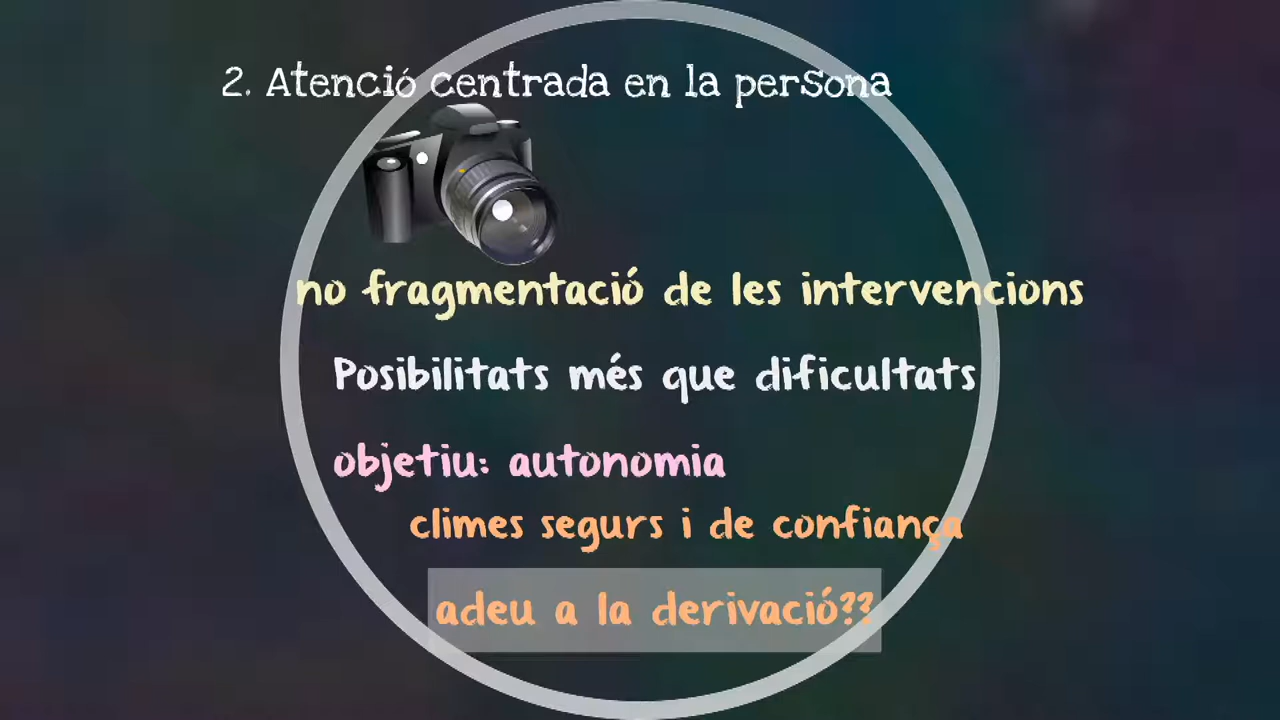 2. Atenció centrada en la persona
no fragmentació de les intervencions
Posibilitats més que dificultats
objetiu: autonomia
climes segurs i de confiança
adeu a la derivació??